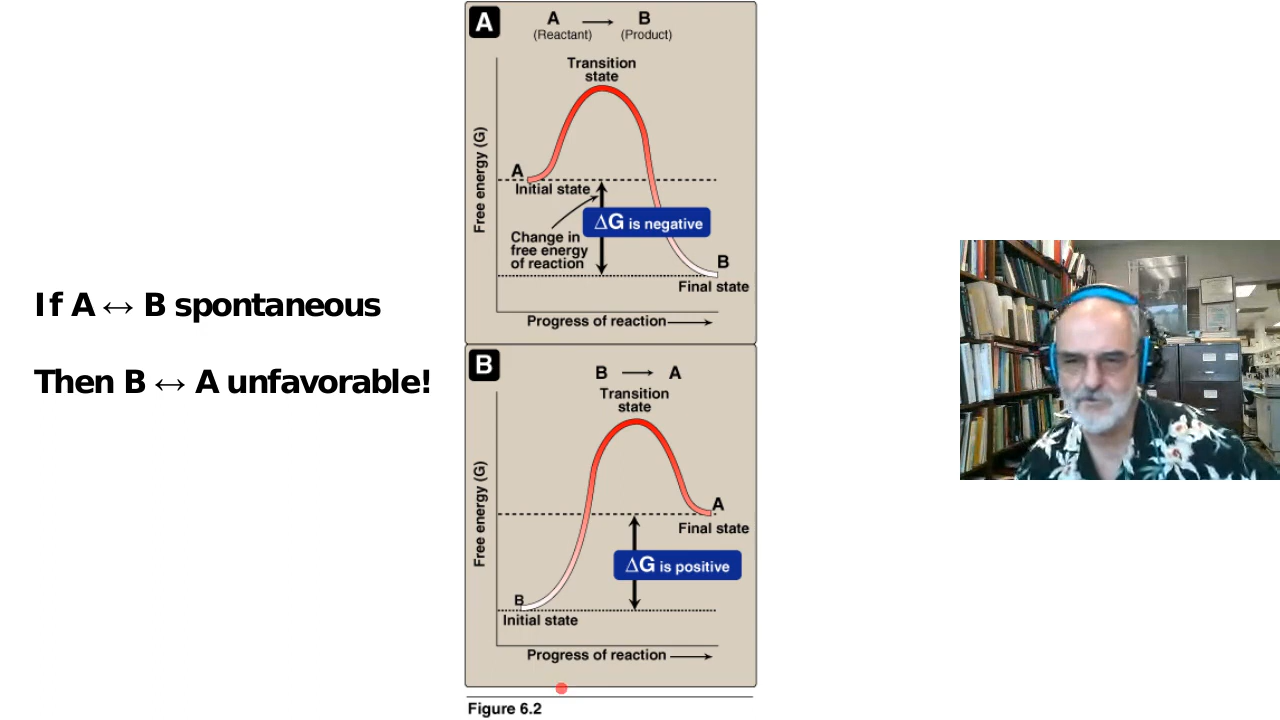 If A ↔ B spontaneous
Then B ↔ A unfavorable!
A
A → B
(Reactant) (Product)
Transition
state
Free energy (G)
A
Initial state
ΔG is negative
Change in
free energy
of reaction
B
Final state
Progress of reaction
B
B → A
Transition
state
Free energy (G)
A
Final state
ΔG is positive
B
Initial state
Progress of reaction
Figure 6.2